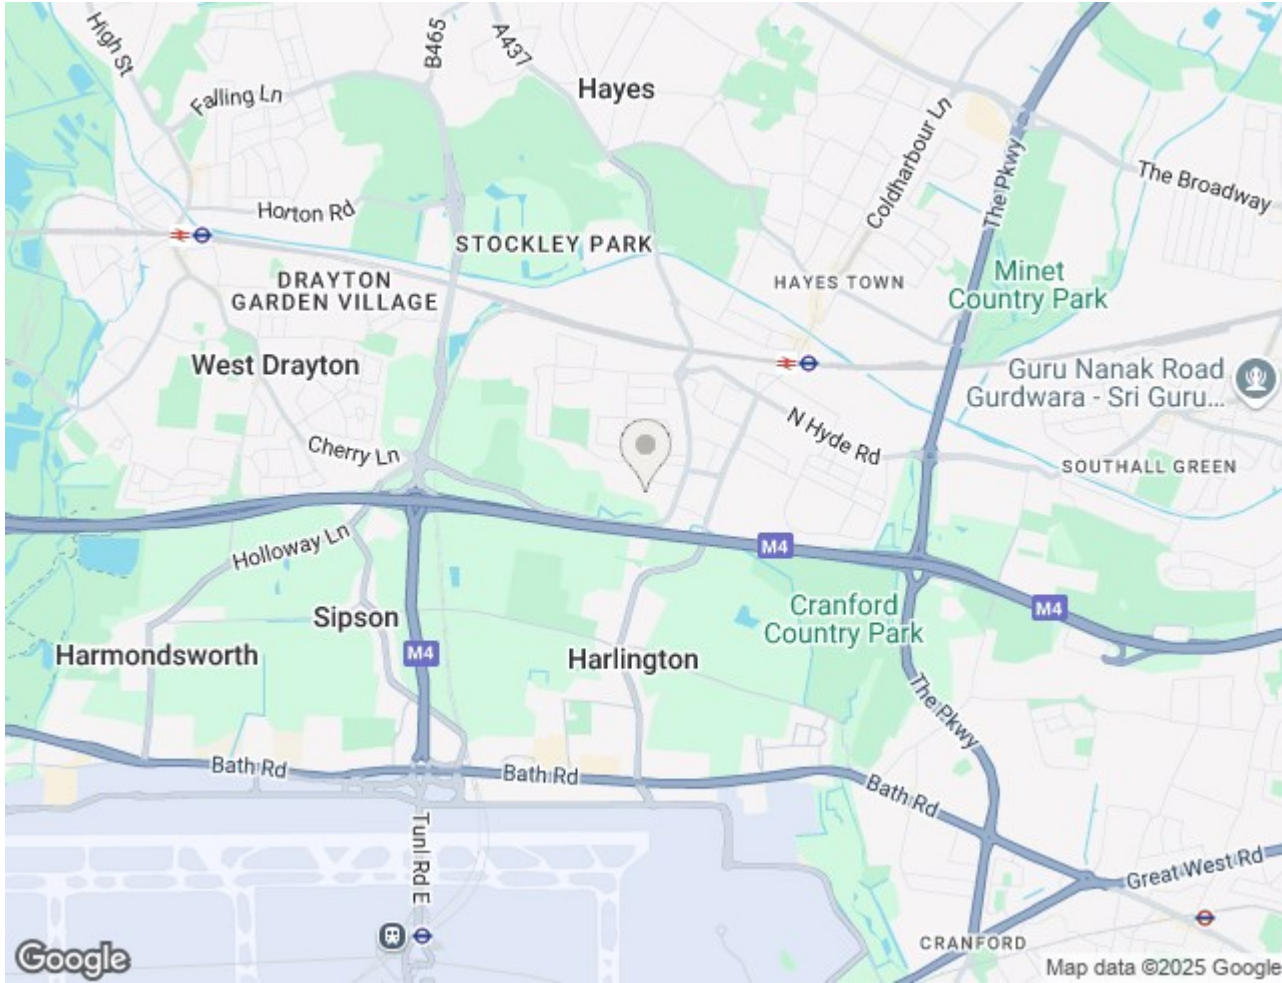 High St
B465
A437
Hayes
Falling Ln
Coldharbour Ln
The Pkwy
The Broadway
Horton Rd
STOCKLEY PARK
DRAYTON
GARDEN VILLAGE
HAYES TOWN
Minet
Country Park
West Drayton
Guru Nanak Road
Gurdwara - Sri Guru...
Cherry Ln
N Hyde Rd
SOUTHALL GREEN
Holloway Ln
M4
Sipson
Cranford
Country Park
M4
Harmondsworth
M4
Harlington
The Pkwy
Bath Rd
Bath Rd
Bath Rd
Tunl Rd E
Great West Rd
CRANFORD
Google
Map data ©2025 Google